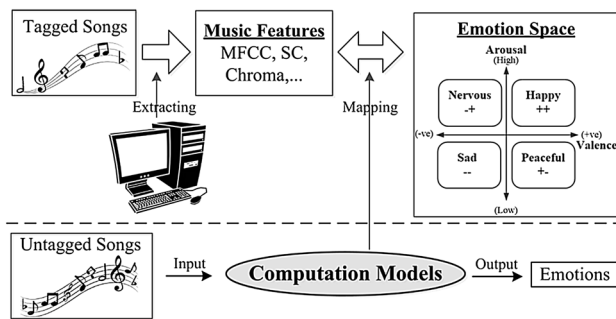 Tagged Songs
Music Features
MFCC, SC,
Chroma,...
Extracting
Mapping
Emotion Space
Arousal
(High)
Nervous
-+
Happy
++
(-ve)
(+ve)
Valence
Sad
--
Peaceful
+-
(Low)
Untagged Songs
Input
Computation Models
Output
Emotions